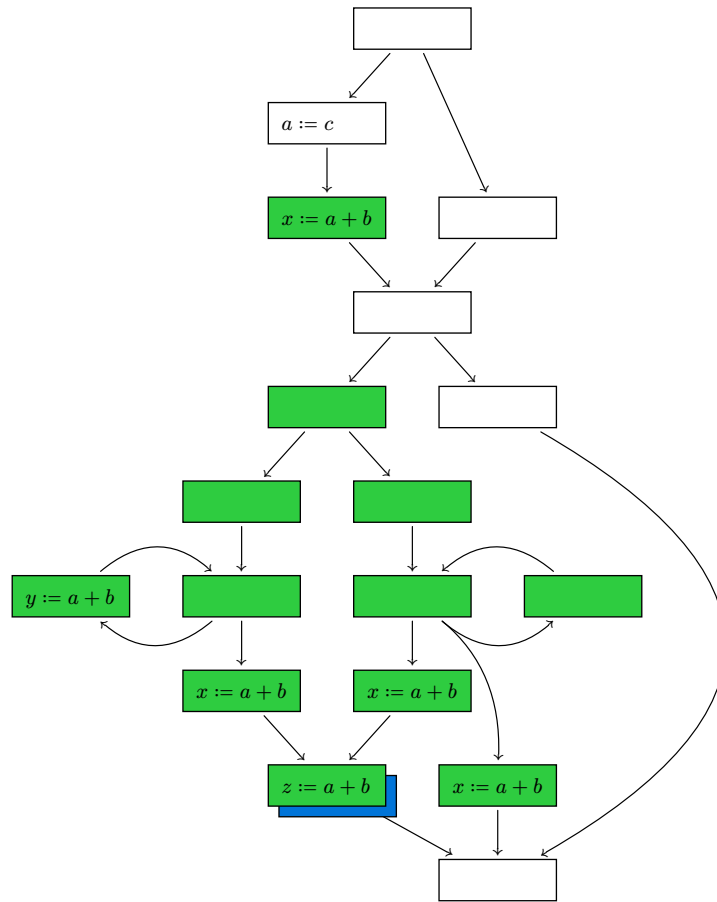 a := c
x := a + b
y := a + b
x := a + b
x := a + b
z := a + b
x := a + b